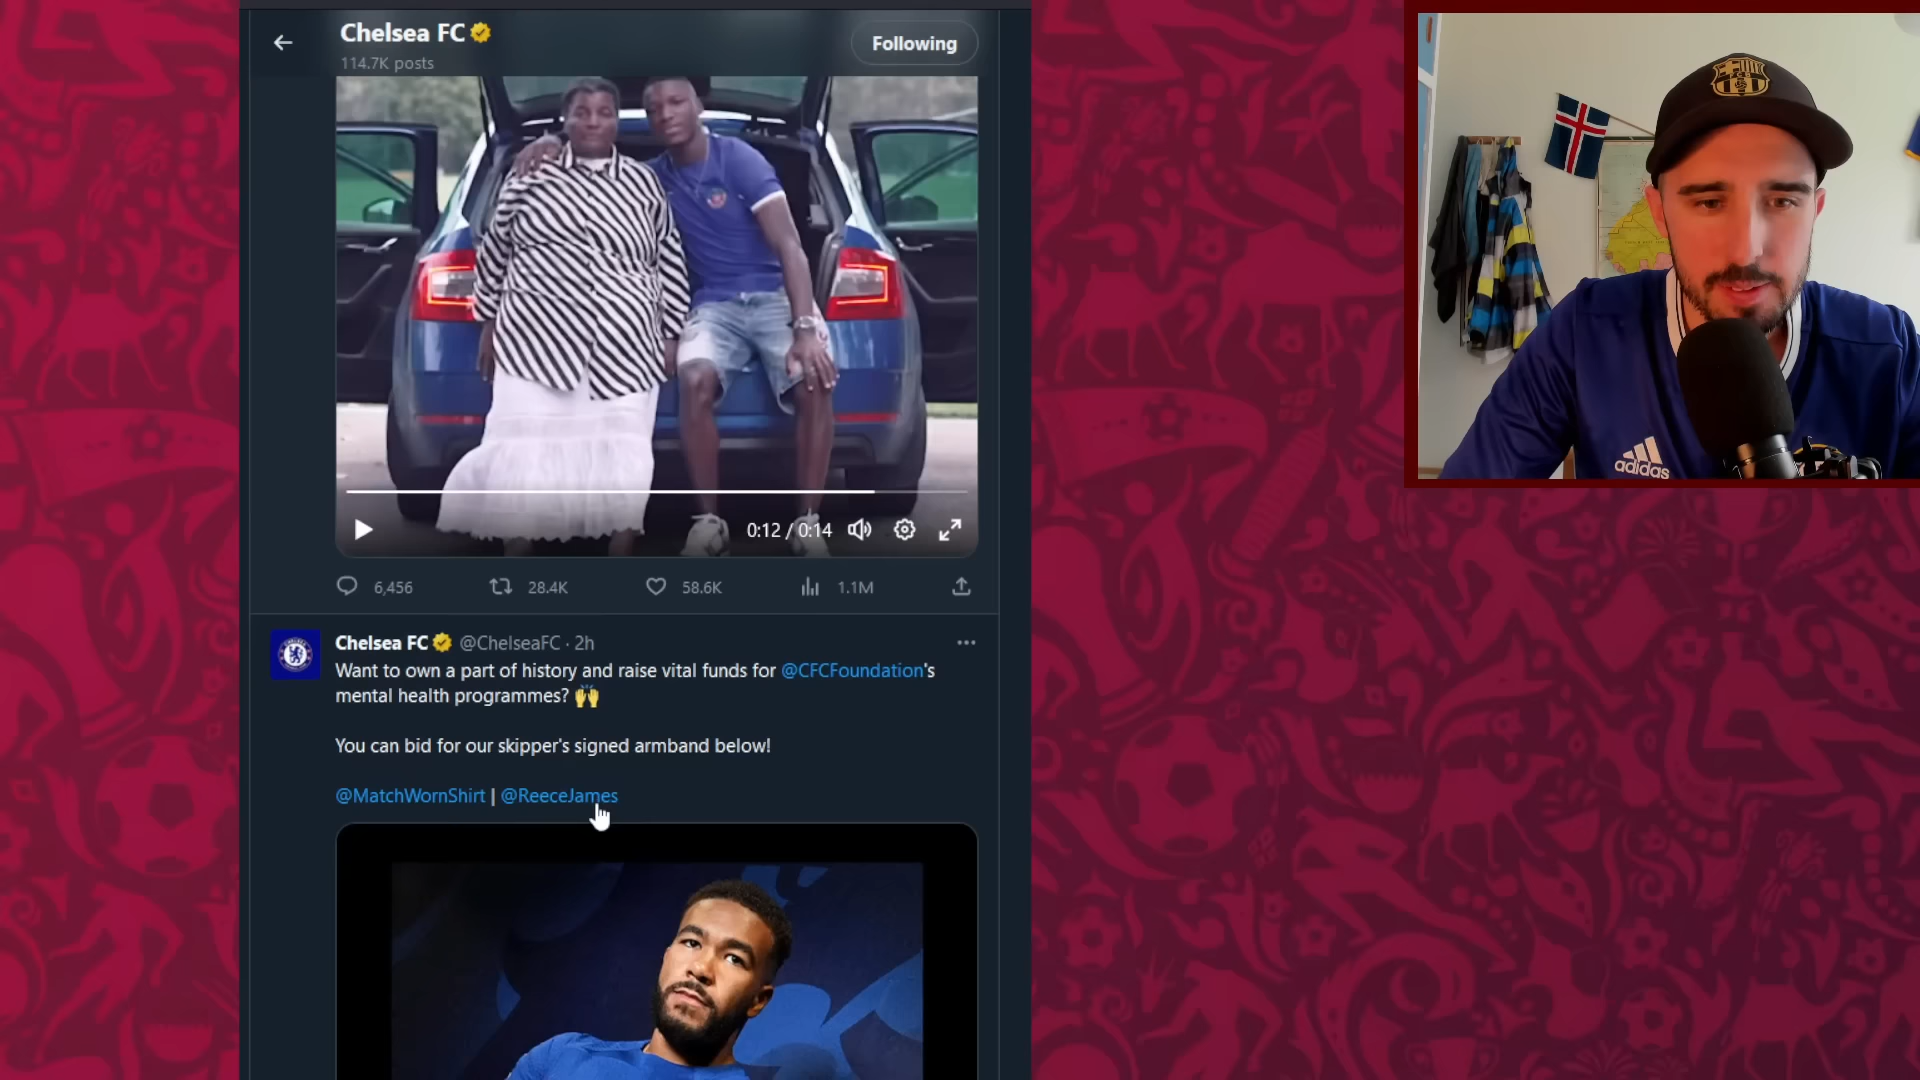 Chelsea FC
114.7K posts
Following
0:12 / 0:14
6,456
28.4K
58.6K
1.1M
Chelsea FC @ChelseaFC · 2h
Want to own a part of history and raise vital funds for @CFCFoundation's
mental health programmes? 🙌
You can bid for our skipper's signed armband below!
@MatchWornShirt | @ReeceJames
adidas